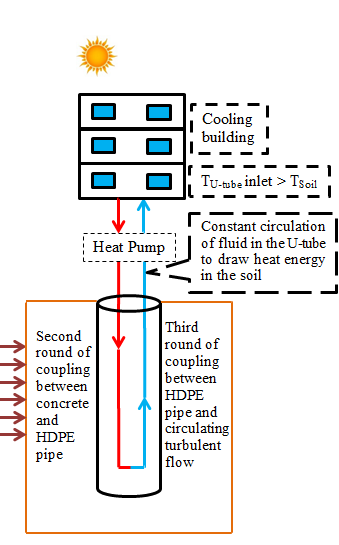 Cooling
building
TU-tube inlet > TSoil
Constant circulation
of fluid in the U-tube
to draw heat energy
in the soil
Heat Pump
Second
round of
coupling
between
concrete
and
HDPE
pipe
Third
round of
coupling
between
HDPE
pipe and
circulating
turbulent
flow